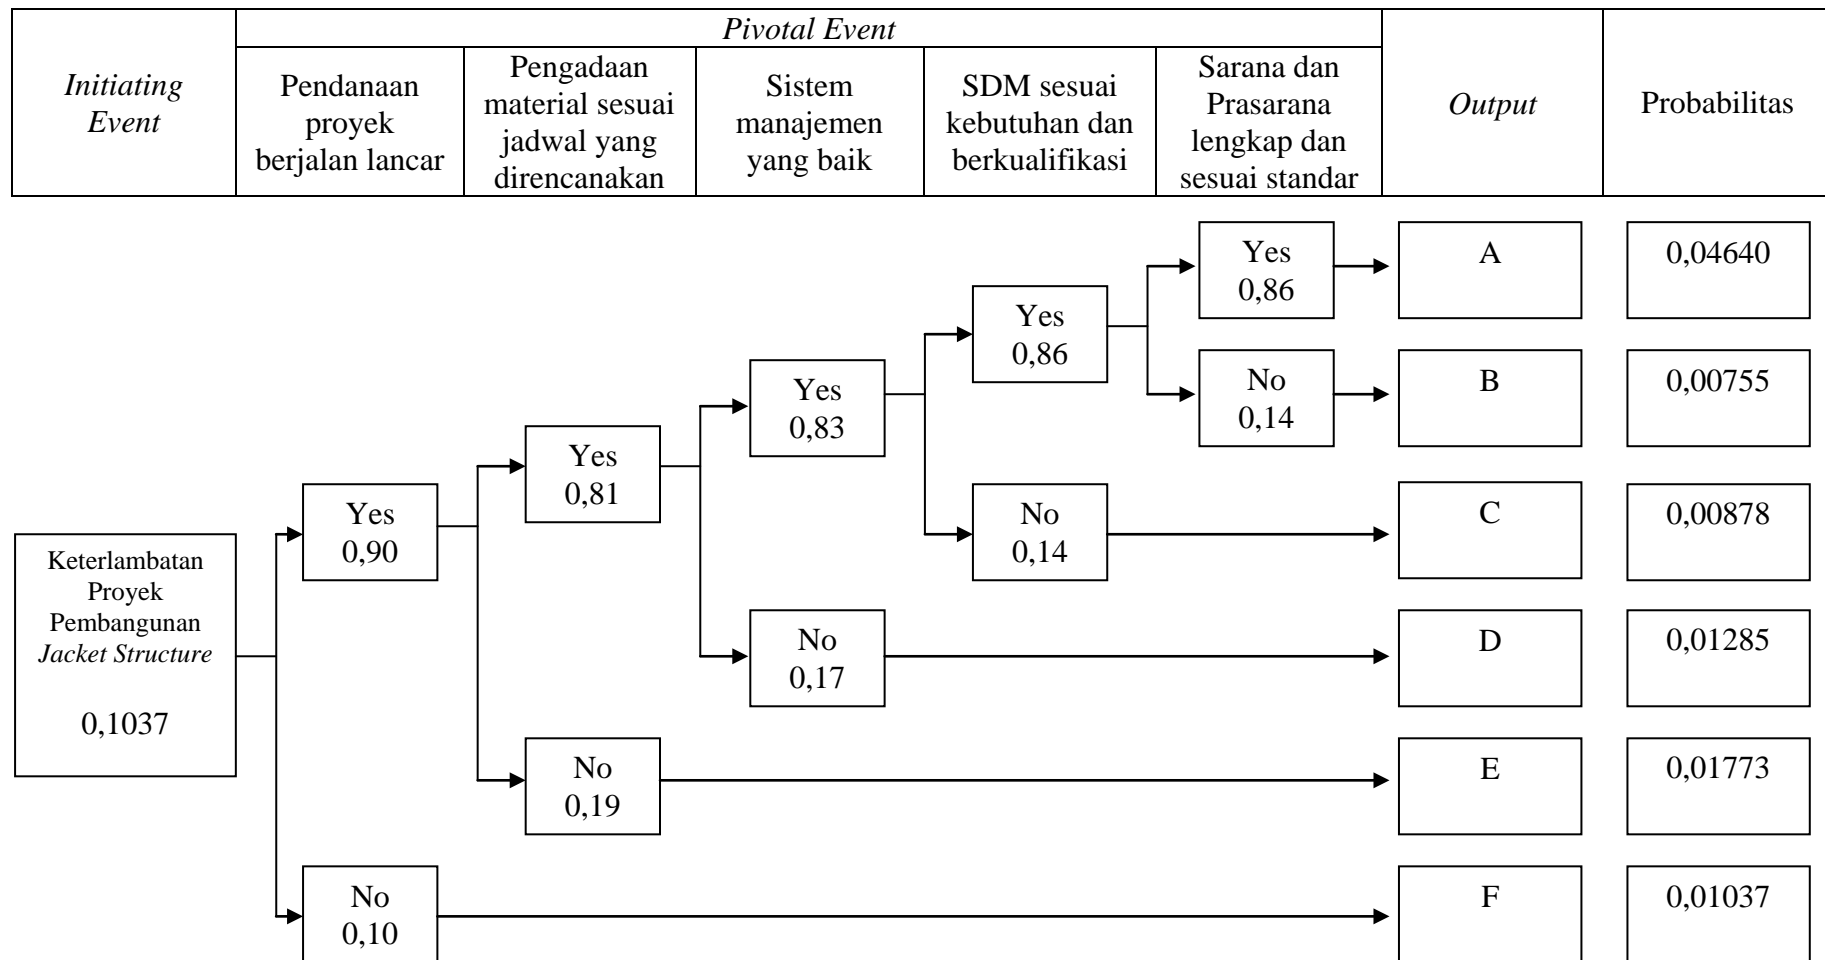 Initiating
Event
Pivotal Event
Pendanaan
proyek
berjalan lancar
Pengadaan
material sesuai
jadwal yang
direncanakan
Sistem
manajemen
yang baik
SDM sesuai
kebutuhan dan
berkualifikasi
Sarana dan
Prasarana
lengkap dan
sesuai standar
Output
Probabilitas
Yes
0,86
A
0,04640
Yes
0,86
No
0,14
B
0,00755
Yes
0,83
Yes
0,81
No
0,14
C
0,00878
Yes
0,90
Keterlambatan
Proyek
Pembangunan
Jacket Structure
0,1037
No
0,17
D
0,01285
No
0,19
E
0,01773
No
0,10
F
0,01037